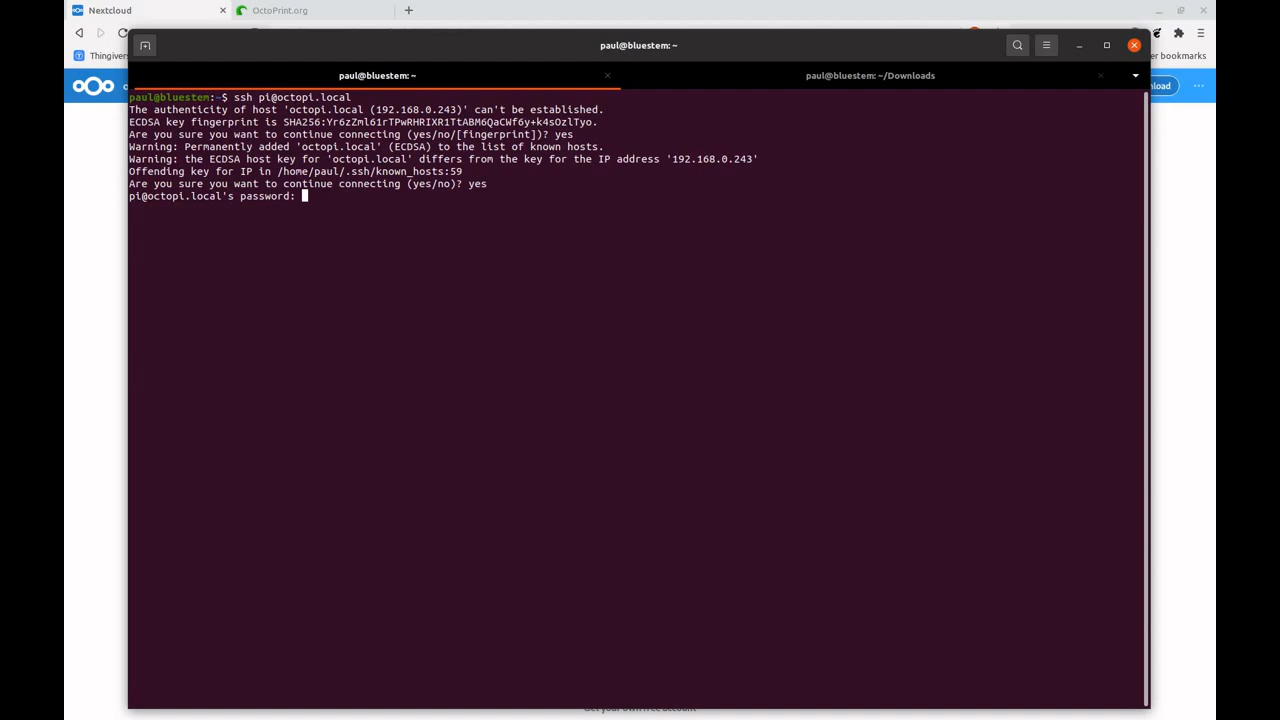 Nextcloud
OctoPrint.org
Thingivers
er bookmarks
paul@bluestem: ~
paul@bluestem: ~
paul@bluestem: ~/Downloads
nload
paul@bluestem:~$ ssh pi@octopi.local
The authenticity of host 'octopi.local (192.168.0.243)' can't be established.
ECDSA key fingerprint is SHA256:Yr6zZml61rTPwRHRIXR1TtABM6QaCWf6y+k4sOzlTyo.
Are you sure you want to continue connecting (yes/no/[fingerprint])? yes
Warning: Permanently added 'octopi.local' (ECDSA) to the list of known hosts.
Warning: the ECDSA host key for 'octopi.local' differs from the key for the IP address '192.168.0.243'
Offending key for IP in /home/paul/.ssh/known_hosts:59
Are you sure you want to continue connecting (yes/no)? yes
pi@octopi.local's password: